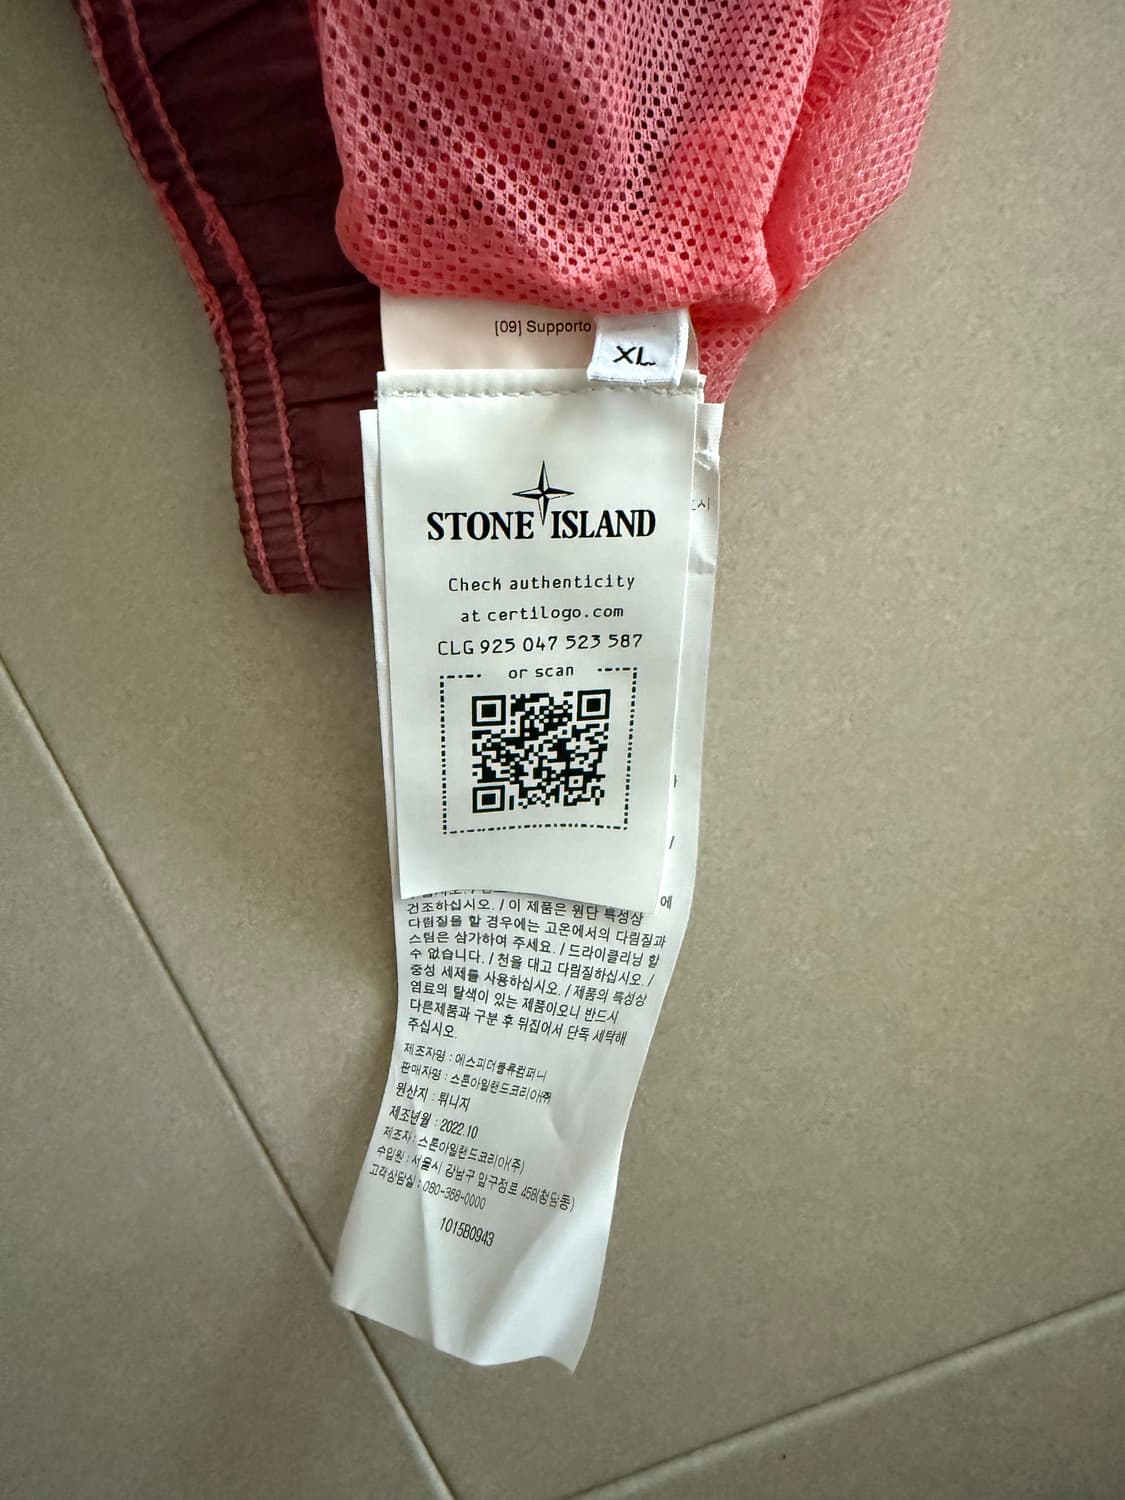 [09] Supporto
XL
STONE ISLAND
Check authenticity
at certilogo.com
CLG 925 047 523 587
or scan
에
건조하십시오. / 이 제품은 원단 특성상
다림질을 할 경우에는 고온에서의 다림질과
스팀은 삼가하여 주세요. / 드라이클리닝 할
수 없습니다. / 천을 대고 다림질하십시오. /
중성 세제를 사용하십시오. / 제품의 특성상
염료의 탈색이 있는 제품이오니 반드시
다른제품과 구분 후 뒤집어서 단독 세탁해
주십시오.
제조자명 : 에스피더블류컴퍼니
판매자명 : 스톤아일랜드코리아㈜
원산지 : 튀니지
제조년월 : 2022.10
제조자 : 스톤아일랜드코리아(주)
수입원 : 서울시 강남구 압구정로 458(청담동)
고객상담실 : 080-368-0000
1015B0943